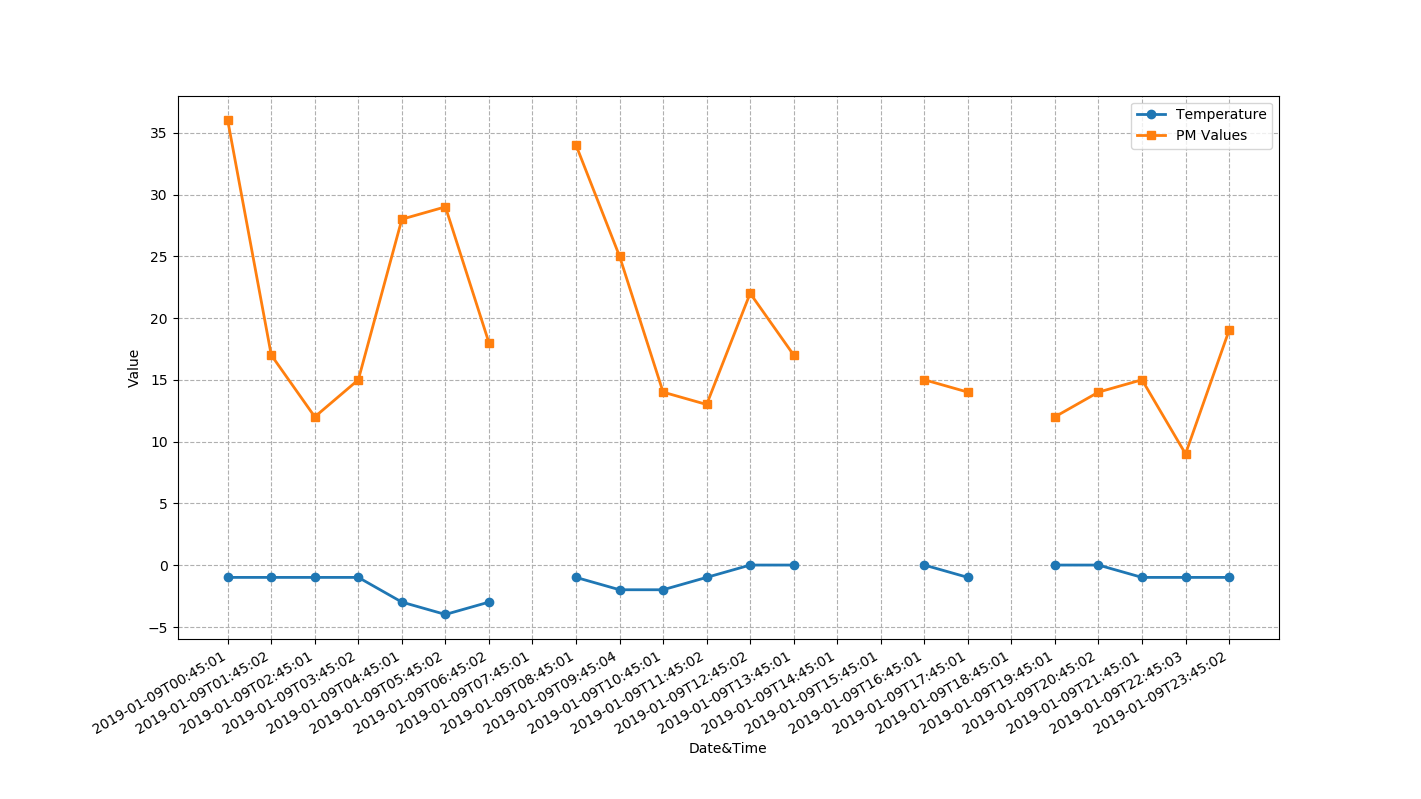 Temperature
PM Values
35
30
25
20
15
10
5
0
−5
Value
2019-01-09T00:45:01
2019-01-09T01:45:02
2019-01-09T02:45:01
2019-01-09T03:45:02
2019-01-09T04:45:01
2019-01-09T05:45:02
2019-01-09T06:45:02
2019-01-09T07:45:01
2019-01-09T08:45:01
2019-01-09T09:45:04
2019-01-09T10:45:01
2019-01-09T11:45:02
2019-01-09T12:45:02
2019-01-09T13:45:01
2019-01-09T14:45:01
2019-01-09T15:45:01
2019-01-09T16:45:01
2019-01-09T17:45:01
2019-01-09T18:45:01
2019-01-09T19:45:01
2019-01-09T20:45:02
2019-01-09T21:45:01
2019-01-09T22:45:03
2019-01-09T23:45:02
Date&Time